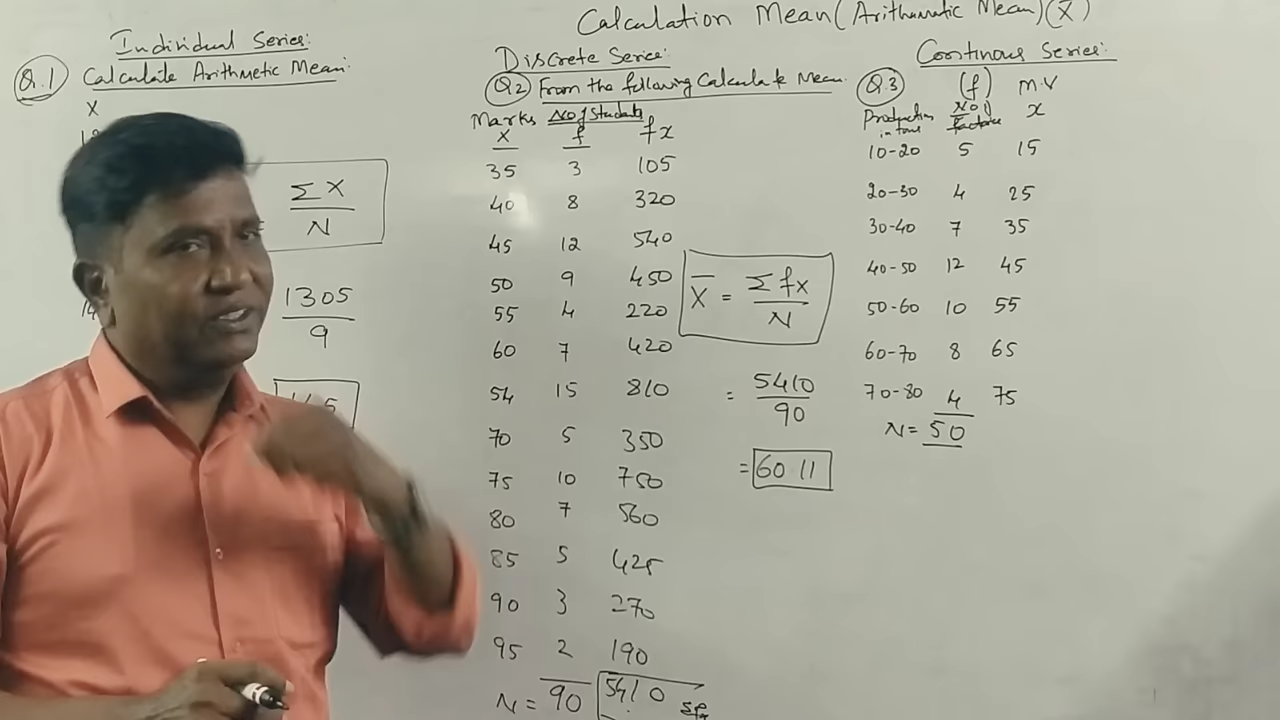 Calculation Mean (Arithematic Mean) (X̄)
Individual Series:
Q.1 Calculate Arithmetic Mean:
X
ΣX
N
1305
9
Discrete Series:
Q2 From the following Calculate Mean.
Marks No of Students
X f fx
35 3 105
40 8 320
45 12 540
50 9 450
55 4 220
60 7 420
54 15 810
70 5 350
75 10 750
80 7 560
85 5 425
90 3 270
95 2 190
N = 90 5410
X̄ = Σfx
N
= 5410
90
= 60 11
Continous Series:
Q.3 (f) M.V
Production No of x
in tons factories
10-20 5 15
20-30 4 25
30-40 7 35
40-50 12 45
50-60 10 55
60-70 8 65
70-80 4 75
N = 50